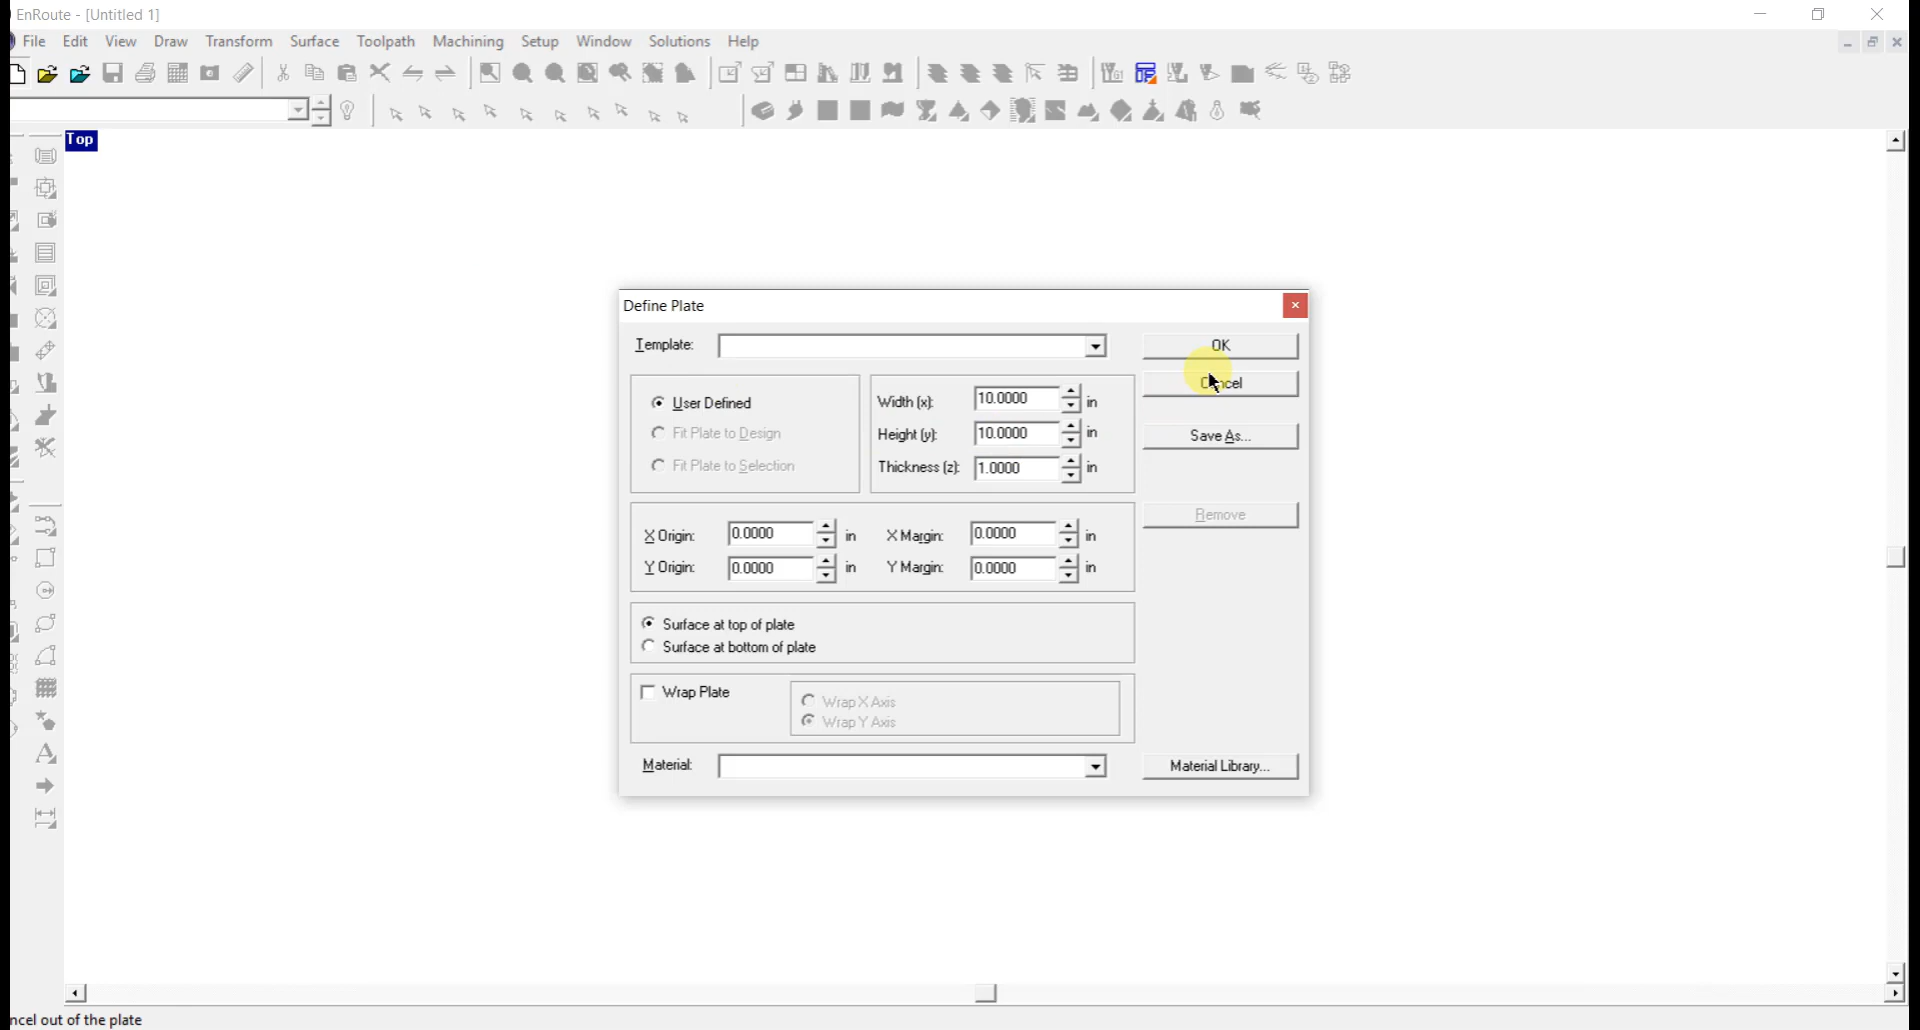 EnRoute - [Untitled 1]
File Edit View Draw Transform Surface Toolpath Machining Setup Window Solutions Help
Top
Define Plate
Template:
OK
Cancel
User Defined
Width (x): 10.0000 in
Fit Plate to Design
Height (y): 10.0000 in
Save As...
Fit Plate to Selection
Thickness (z): 1.0000 in
Remove
X Origin: 0.0000 in X Margin: 0.0000 in
Y Origin: 0.0000 in Y Margin: 0.0000 in
Surface at top of plate
Surface at bottom of plate
Wrap Plate
Wrap X Axis
Wrap Y Axis
Material:
Material Library...
ncel out of the plate